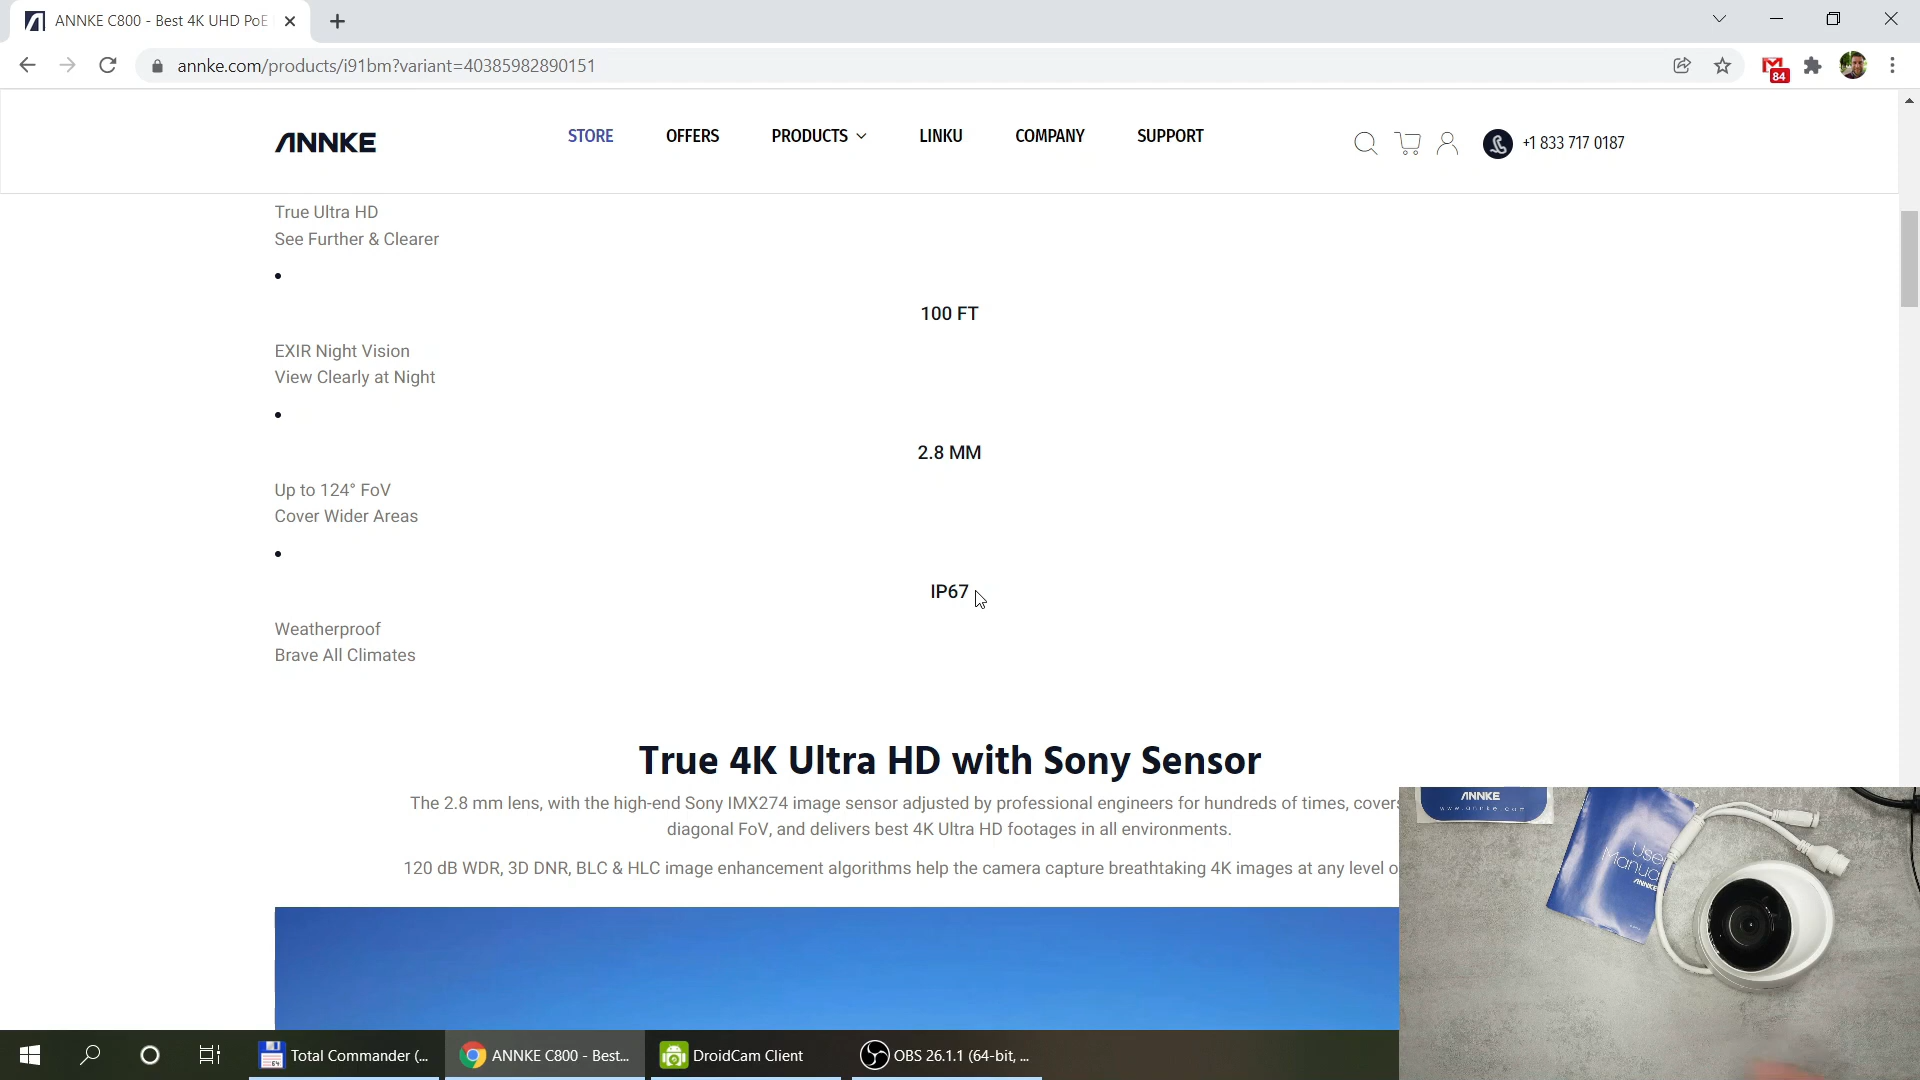 ANNKE C800 - Best 4K UHD PoE
annke.com/products/i91bm?variant=40385982890151
84
ANNKE
STORE
OFFERS
PRODUCTS
LINKU
COMPANY
SUPPORT
+1 833 717 0187
True Ultra HD
See Further & Clearer
100 FT
EXIR Night Vision
View Clearly at Night
2.8 MM
Up to 124° FoV
Cover Wider Areas
IP67
Weatherproof
Brave All Climates
True 4K Ultra HD with Sony Sensor
The 2.8 mm lens, with the high-end Sony IMX274 image sensor adjusted by professional engineers for hundreds of times, covers
diagonal FoV, and delivers best 4K Ultra HD footages in all environments.
120 dB WDR, 3D DNR, BLC & HLC image enhancement algorithms help the camera capture breathtaking 4K images at any level o
ANNKE
www.annke.com
User
Manual
ANNKE
64
Total Commander (...
ANNKE C800 - Best...
DroidCam Client
OBS 26.1.1 (64-bit, ...